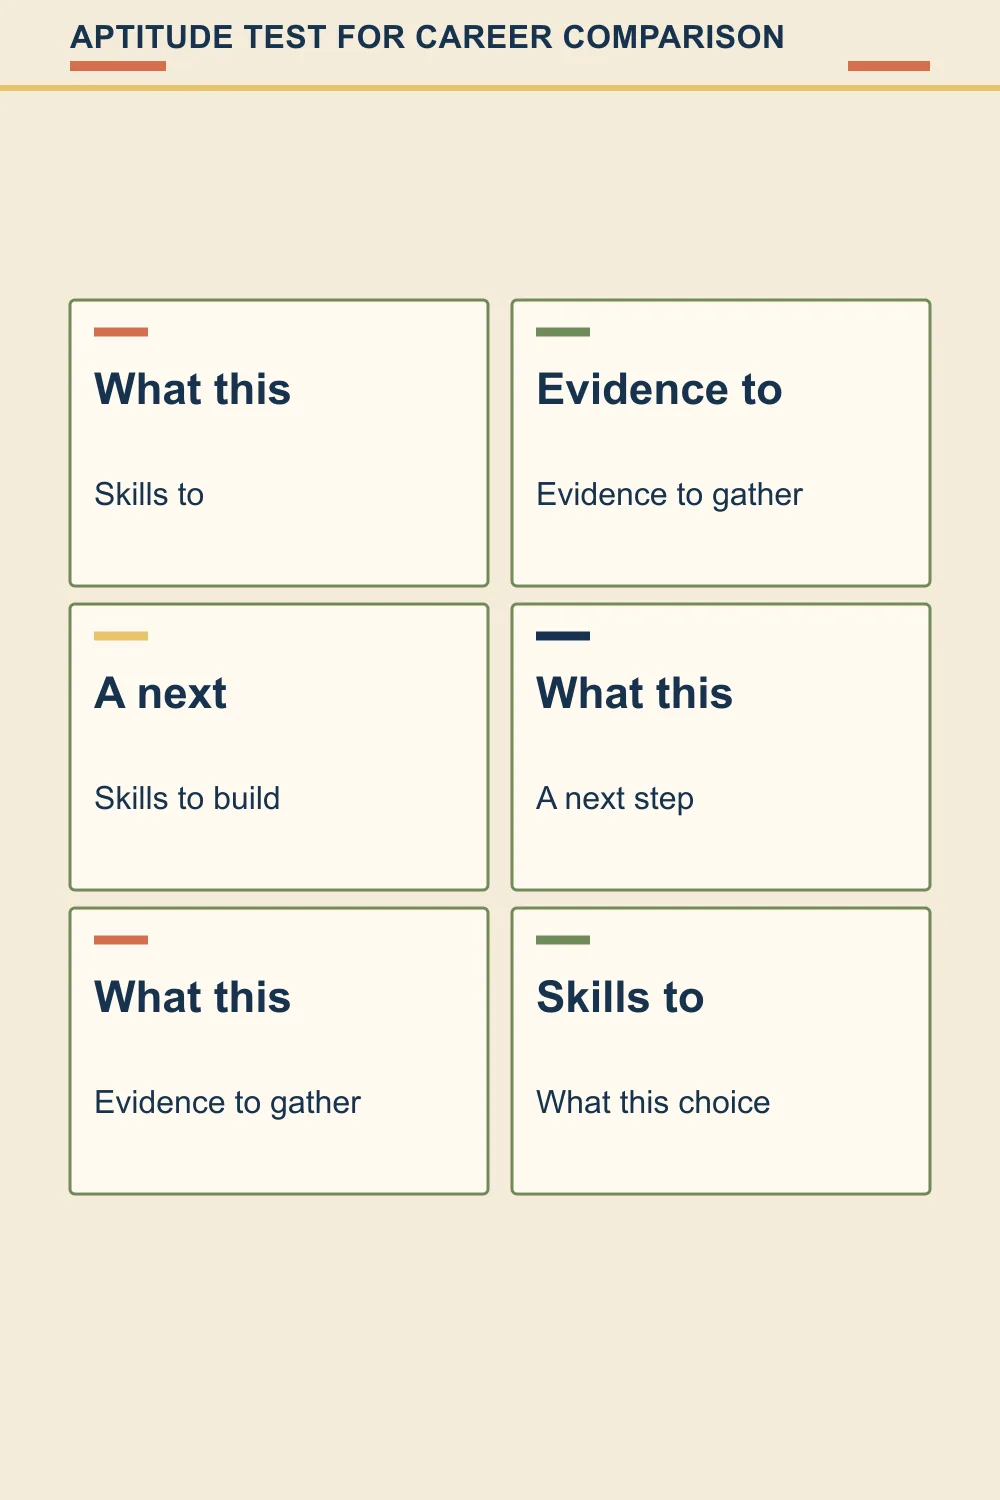 APTITUDE TEST FOR CAREER COMPARISON
What this
Skills to
Evidence to
Evidence to gather
A next
Skills to build
What this
A next step
What this
Evidence to gather
Skills to
What this choice